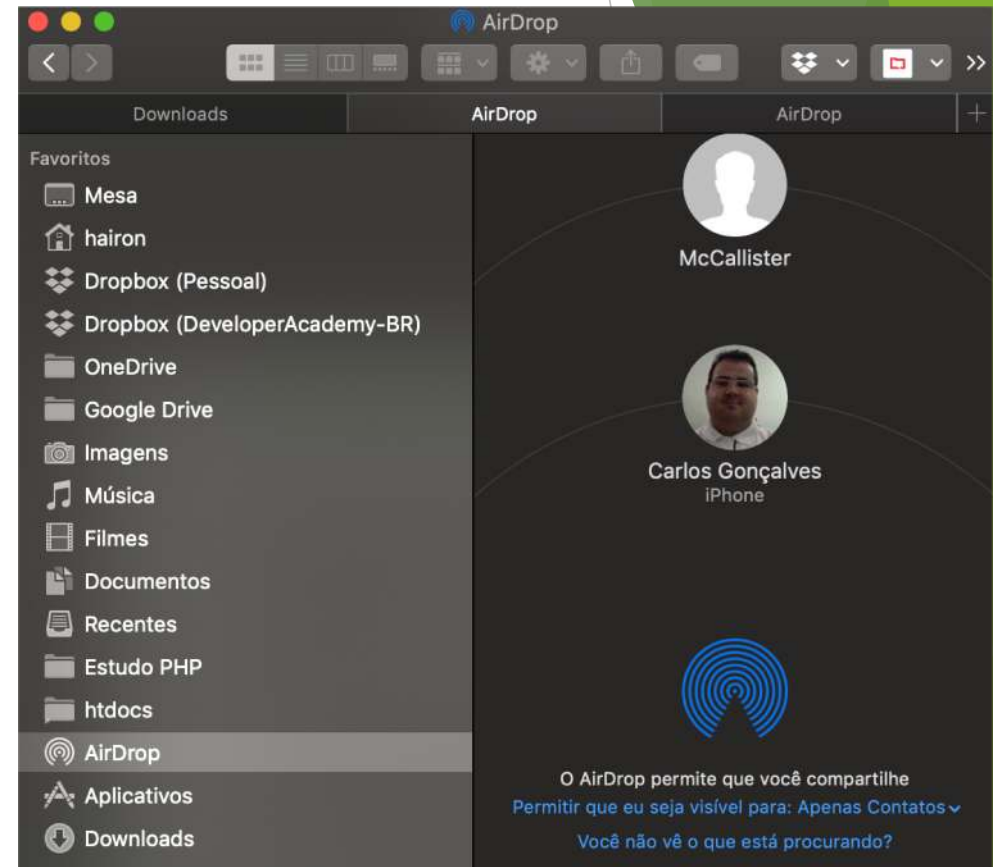 AirDrop
Downloads
AirDrop
AirDrop
Favoritos
Mesa
hairon
Dropbox (Pessoal)
Dropbox (DeveloperAcademy-BR)
OneDrive
Google Drive
Imagens
Música
Filmes
Documentos
Recentes
Estudo PHP
htdocs
AirDrop
Aplicativos
Downloads
McCallister
Carlos Gonçalves
iPhone
O AirDrop permite que você compartilhe
Permitir que eu seja visível para: Apenas Contatos
Você não vê o que está procurando?